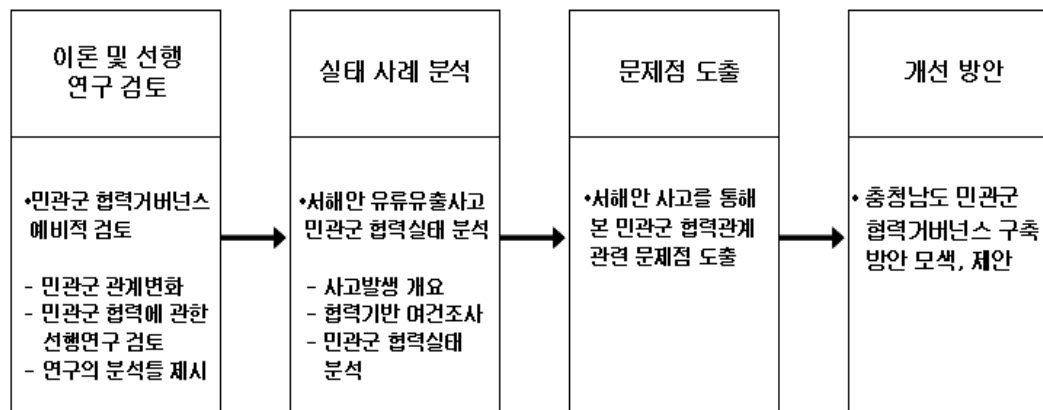 이론 및 선행
연구 검토
•민관군 협력거버넌스
예비적 검토
- 민관군 관계변화
- 민관군 협력에 관한
선행연구 검토
- 연구의 분석틀 제시
실태 사례 분석
•서해안 유류유출사고
민관군 협력실태 분석
- 사고발생 개요
- 협력기반 여건조사
- 민관군 협력실태
분석
문제점 도출
•서해안 사고를 통해
본 민관군 협력관계
관련 문제점 도출
개선 방안
• 충청남도 민관군
협력거버넌스 구축
방안 모색, 제안